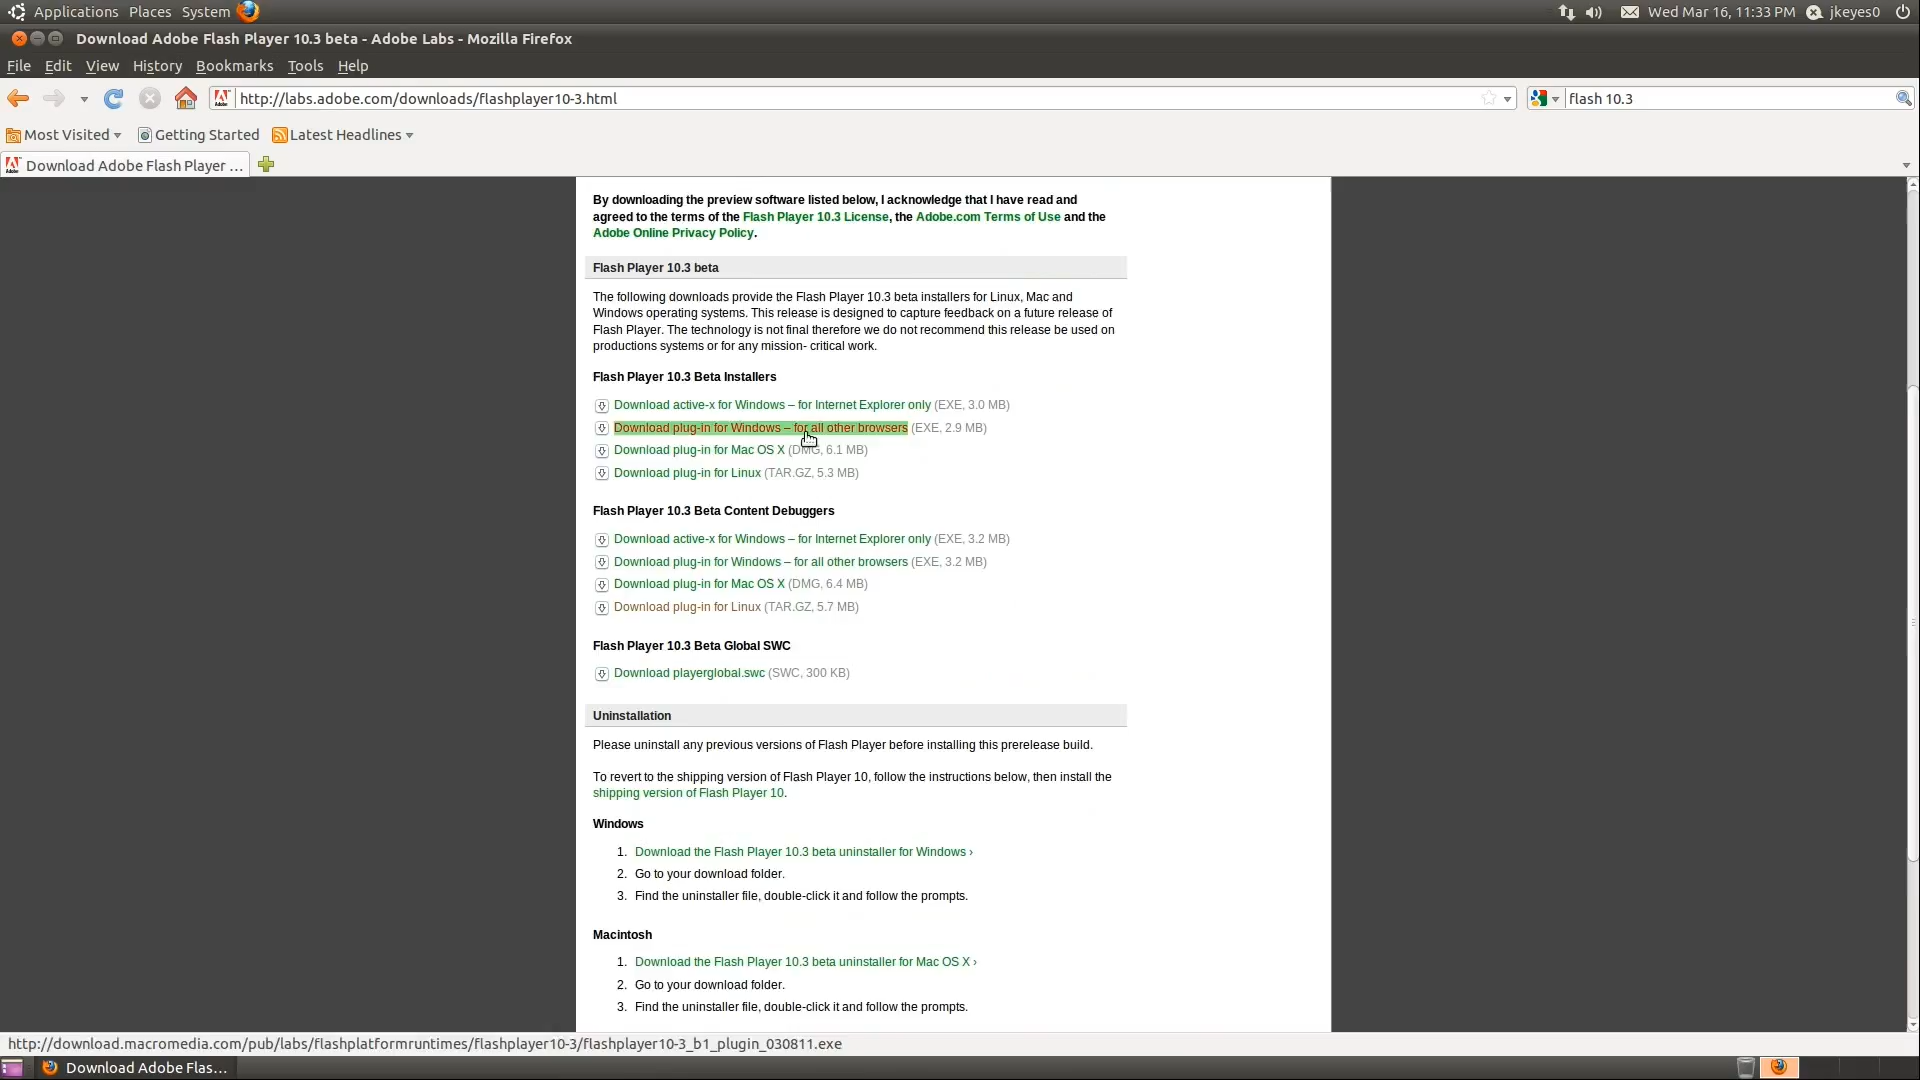 Applications Places System Wed Mar 16, 11:33 PM jkeyes0
Download Adobe Flash Player 10.3 beta - Adobe Labs - Mozilla Firefox
File Edit View History Bookmarks Tools Help
http://labs.adobe.com/downloads/flashplayer10-3.html flash 10.3
Most Visited Getting Started Latest Headlines
Download Adobe Flash Player ...
By downloading the preview software listed below, I acknowledge that I have read and
agreed to the terms of the Flash Player 10.3 License, the Adobe.com Terms of Use and the
Adobe Online Privacy Policy.
Flash Player 10.3 beta
The following downloads provide the Flash Player 10.3 beta installers for Linux, Mac and
Windows operating systems. This release is designed to capture feedback on a future release of
Flash Player. The technology is not final therefore we do not recommend this release be used on
productions systems or for any mission- critical work.
Flash Player 10.3 Beta Installers
Download active-x for Windows – for Internet Explorer only (EXE, 3.0 MB)
Download plug-in for Windows – for all other browsers (EXE, 2.9 MB)
Download plug-in for Mac OS X (DMG, 6.1 MB)
Download plug-in for Linux (TAR.GZ, 5.3 MB)
Flash Player 10.3 Beta Content Debuggers
Download active-x for Windows – for Internet Explorer only (EXE, 3.2 MB)
Download plug-in for Windows – for all other browsers (EXE, 3.2 MB)
Download plug-in for Mac OS X (DMG, 6.4 MB)
Download plug-in for Linux (TAR.GZ, 5.7 MB)
Flash Player 10.3 Beta Global SWC
Download playerglobal.swc (SWC, 300 KB)
Uninstallation
Please uninstall any previous versions of Flash Player before installing this prerelease build.
To revert to the shipping version of Flash Player 10, follow the instructions below, then install the
shipping version of Flash Player 10.
Windows
1. Download the Flash Player 10.3 beta uninstaller for Windows ›
2. Go to your download folder.
3. Find the uninstaller file, double-click it and follow the prompts.
Macintosh
1. Download the Flash Player 10.3 beta uninstaller for Mac OS X ›
2. Go to your download folder.
3. Find the uninstaller file, double-click it and follow the prompts.
http://download.macromedia.com/pub/labs/flashplatformruntimes/flashplayer10-3/flashplayer10-3_b1_plugin_030811.exe
Download Adobe Flas...